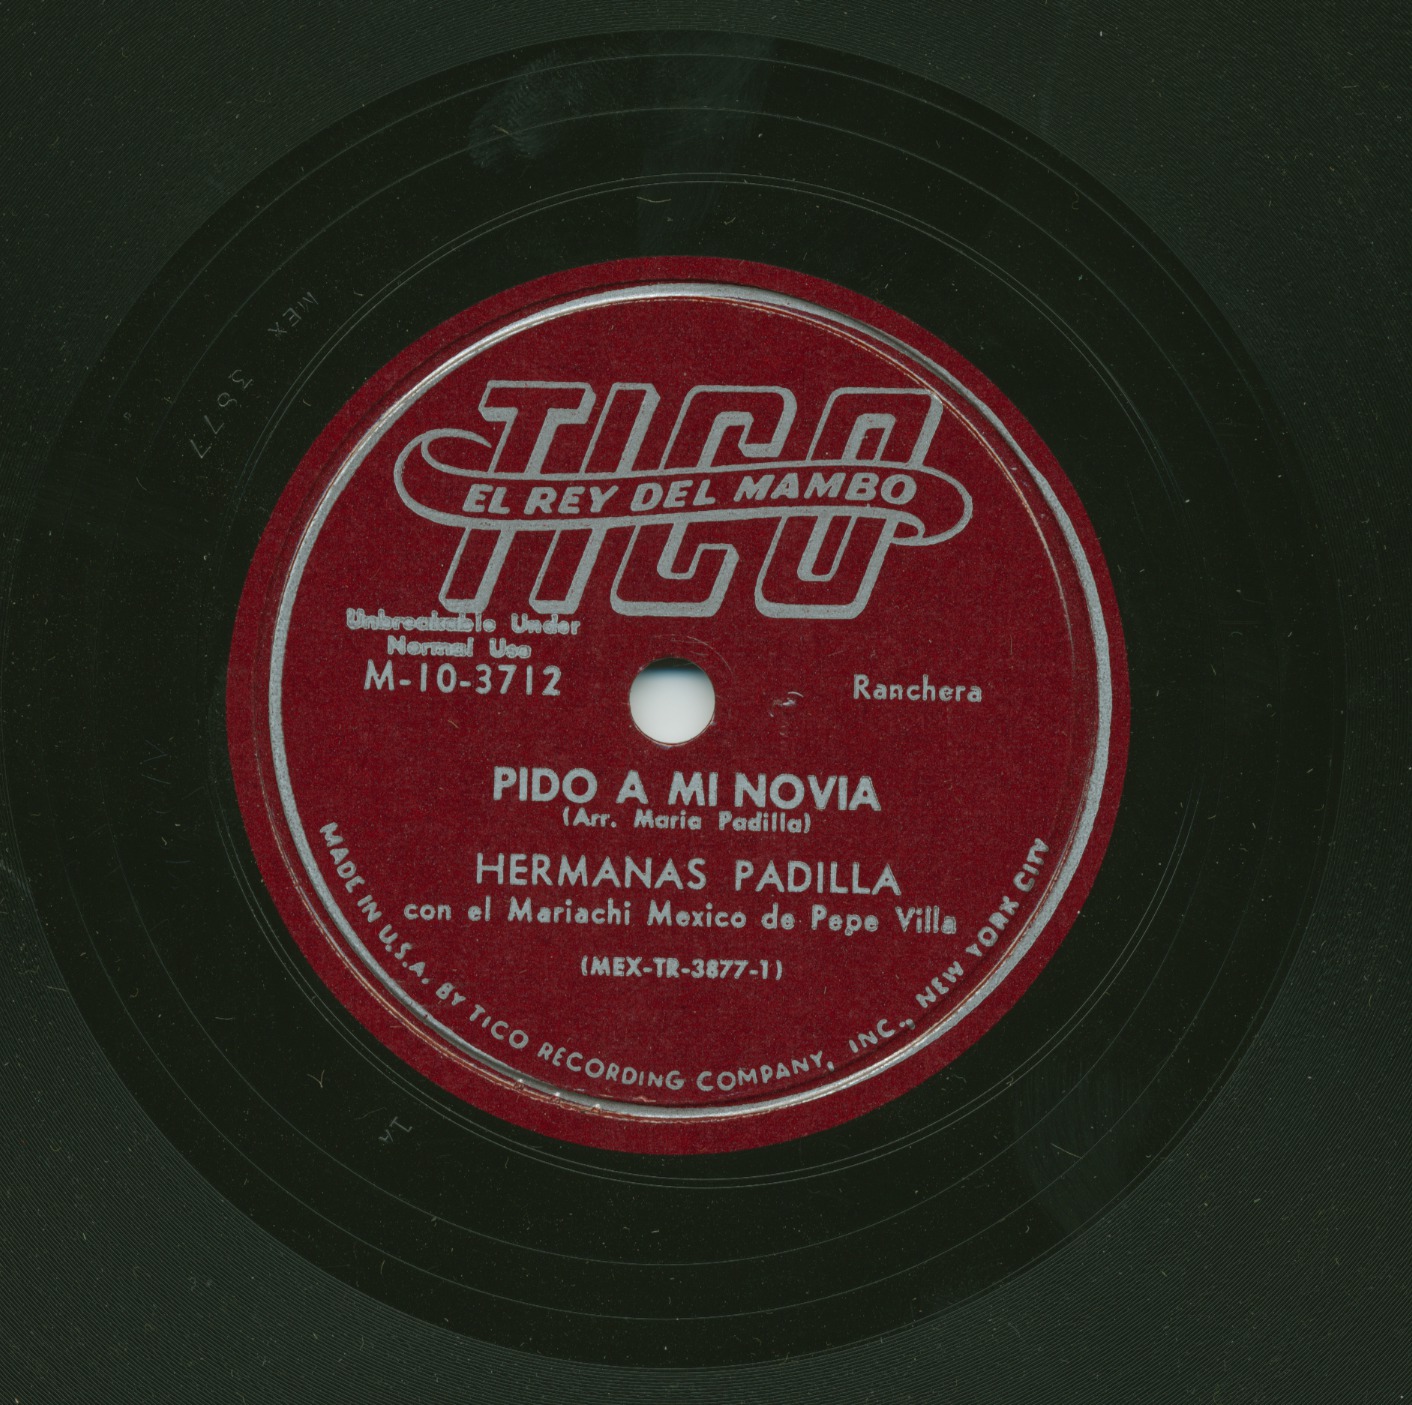 TICO
EL REY DEL MAMBO
Unbreakable Under
Normal Use
M-10-3712
Ranchera
PIDO A MI NOVIA
(Arr. Maria Padilla)
HERMANAS PADILLA
con el Mariachi Mexico de Pepe Villa
(MEX-TR-3877-1)
MADE IN U.S.A. BY TICO RECORDING COMPANY, INC., NEW YORK CITY
MEX
3877